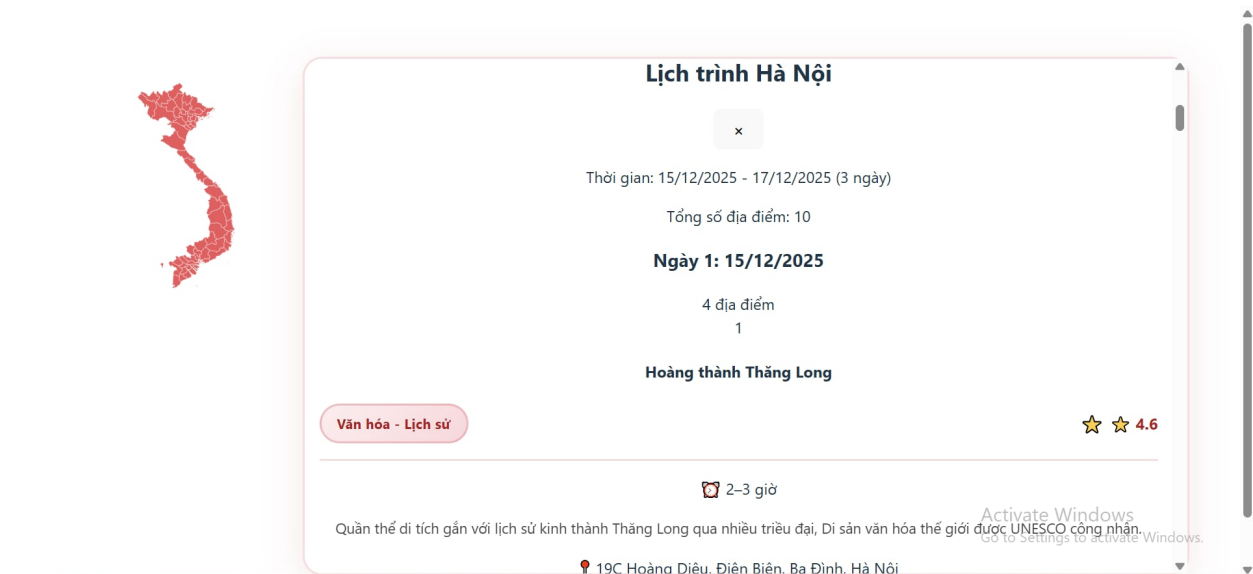 Lịch trình Hà Nội
×
Thời gian: 15/12/2025 - 17/12/2025 (3 ngày)
Tổng số địa điểm: 10
Ngày 1: 15/12/2025
4 địa điểm
1
Hoàng thành Thăng Long
Văn hóa - Lịch sử
4.6
2–3 giờ
Quần thể di tích gắn với lịch sử kinh thành Thăng Long qua nhiều triều đại, Di sản văn hóa thế giới được UNESCO công nhận.
19C Hoàng Diệu, Điện Biên, Ba Đình, Hà Nội
Activate Windows
Go to Settings to activate Windows.